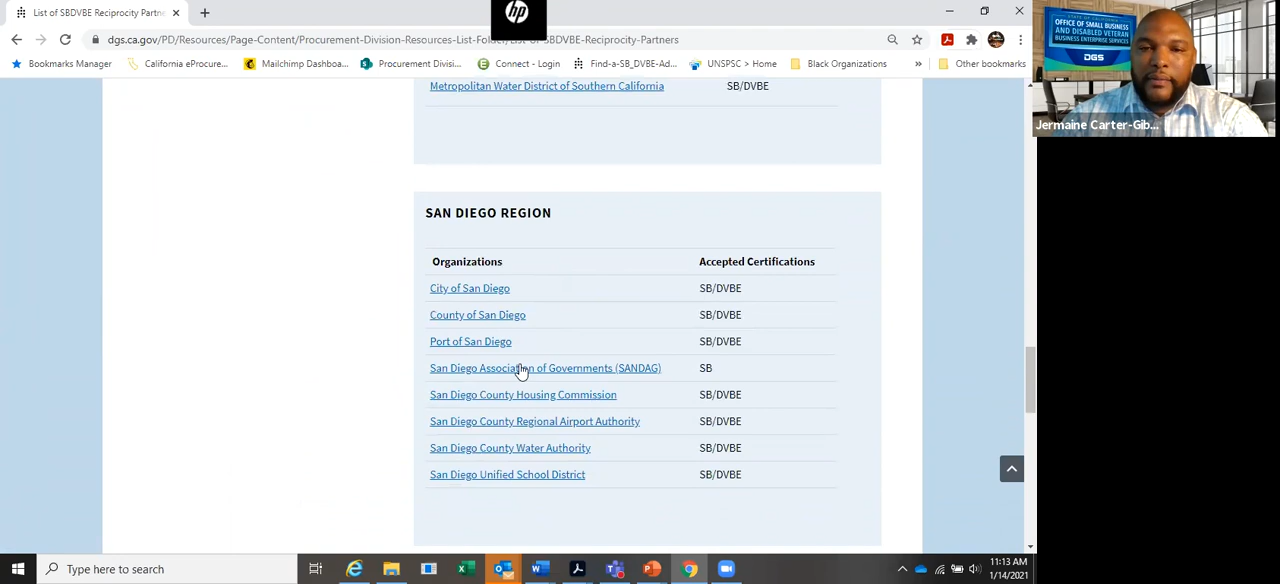 List of SBDVBE Reciprocity Partne
hp
dgs.ca.gov/PD/Resources/Page-Content/Procurement-Divis
es-List-Folder/List-of-SBDVBE-Reciprocity-Partners
Bookmarks Manager
California eProcure...
Mailchimp Dashboa...
Procurement Divisi...
Connect - Login
Find-a-SB_DVBE-Ad...
UNSPSC > Home
Black Organizations
»
Other bookmarks
STATE OF CALIFORNIA
OFFICE OF SMALL BUSINESS
AND DISABLED VETERAN
BUSINESS ENTERPRISE SERVICES
DGS
Jermaine Carter-Gib...
Metropolitan Water District of Southern California SB/DVBE
SAN DIEGO REGION
Organizations Accepted Certifications
City of San Diego SB/DVBE
County of San Diego SB/DVBE
Port of San Diego SB/DVBE
San Diego Association of Governments (SANDAG) SB
San Diego County Housing Commission SB/DVBE
San Diego County Regional Airport Authority SB/DVBE
San Diego County Water Authority SB/DVBE
San Diego Unified School District SB/DVBE
Type here to search
11:13 AM
1/14/2021